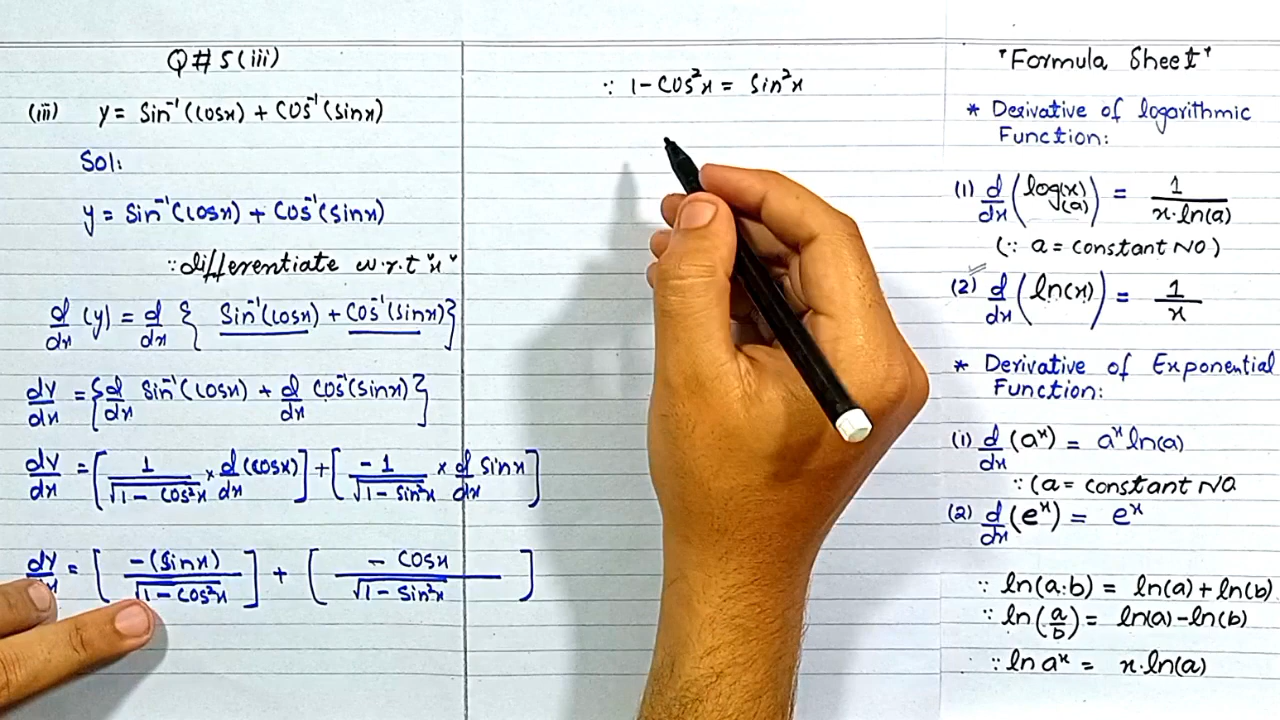 Q # 5 (iii)
(iii) y = Sin⁻¹(cosx) + Cos⁻¹(sinx)
Sol:
y = Sin⁻¹(cosx) + Cos⁻¹(sinx)
∵ differentiate w.r.t "x"
d/dx (y) = d/dx { Sin⁻¹(cosx) + Cos⁻¹(sinx) }
dy/dx = { d/dx Sin⁻¹(cosx) + d/dx Cos⁻¹(sinx) }
dy/dx = [ 1/√(1 - Cos²x) × d/dx (cosx) ] + [ -1/√(1 - Sin²x) × d/dx Sinx ]
dy/dx = [ -(Sinx)/√(1 - Cos²x) ] + [ - Cosx/√(1 - Sin²x) ]
∵ 1 - Cos²x = Sin²x
"Formula Sheet"
* Derivative of logarithmic
Function:
(1) d/dx ( log(x) (a) ) = 1/(x·ln(a))
(∵ a = constant NO)
(2) d/dx ( ln(x) ) = 1/x
* Derivative of Exponential
Function:
(1) d/dx (aˣ) = aˣ ln(a)
∵ (a = constant NO
(2) d/dx (eˣ) = eˣ
∵ ln(a·b) = ln(a) + ln(b)
∵ ln(a/b) = ln(a) - ln(b)
∵ ln aˣ = x·ln(a)